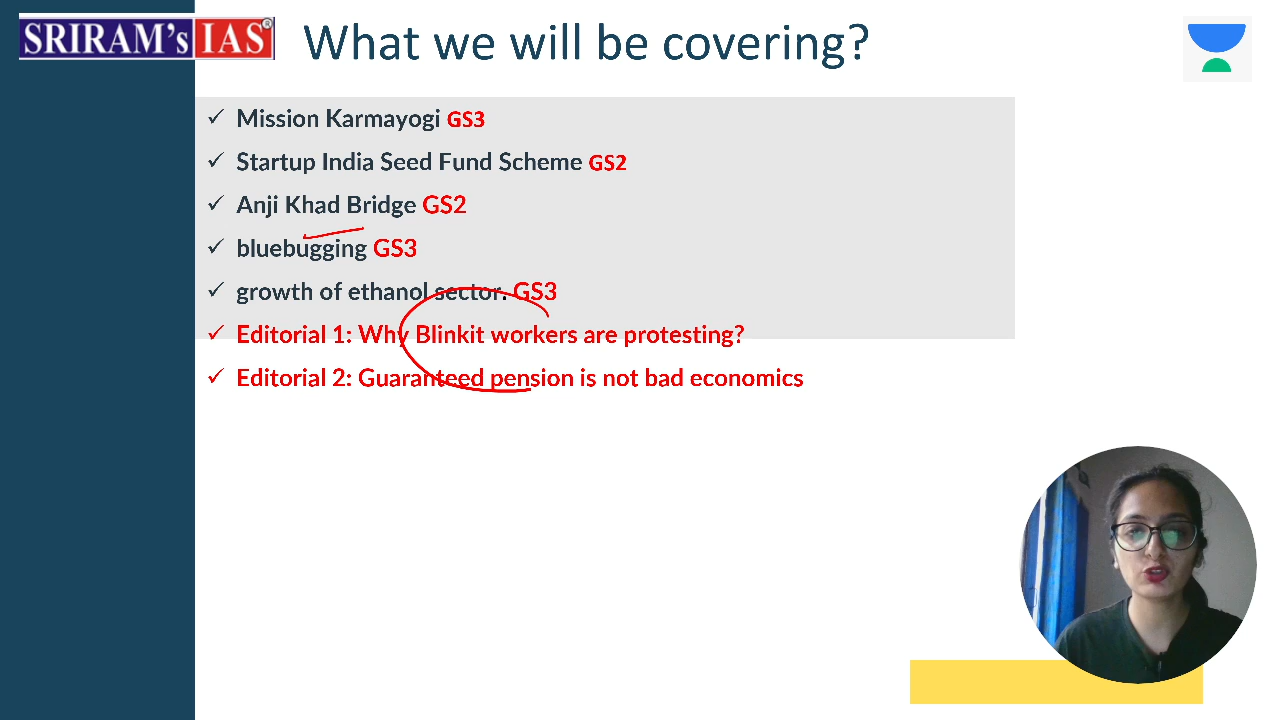 SRIRAM's IAS®
What we will be covering?
✓ Mission Karmayogi GS3
✓ Startup India Seed Fund Scheme GS2
✓ Anji Khad Bridge GS2
✓ bluebugging GS3
✓ growth of ethanol sector. GS3
✓ Editorial 1: Why Blinkit workers are protesting?
✓ Editorial 2: Guaranteed pension is not bad economics